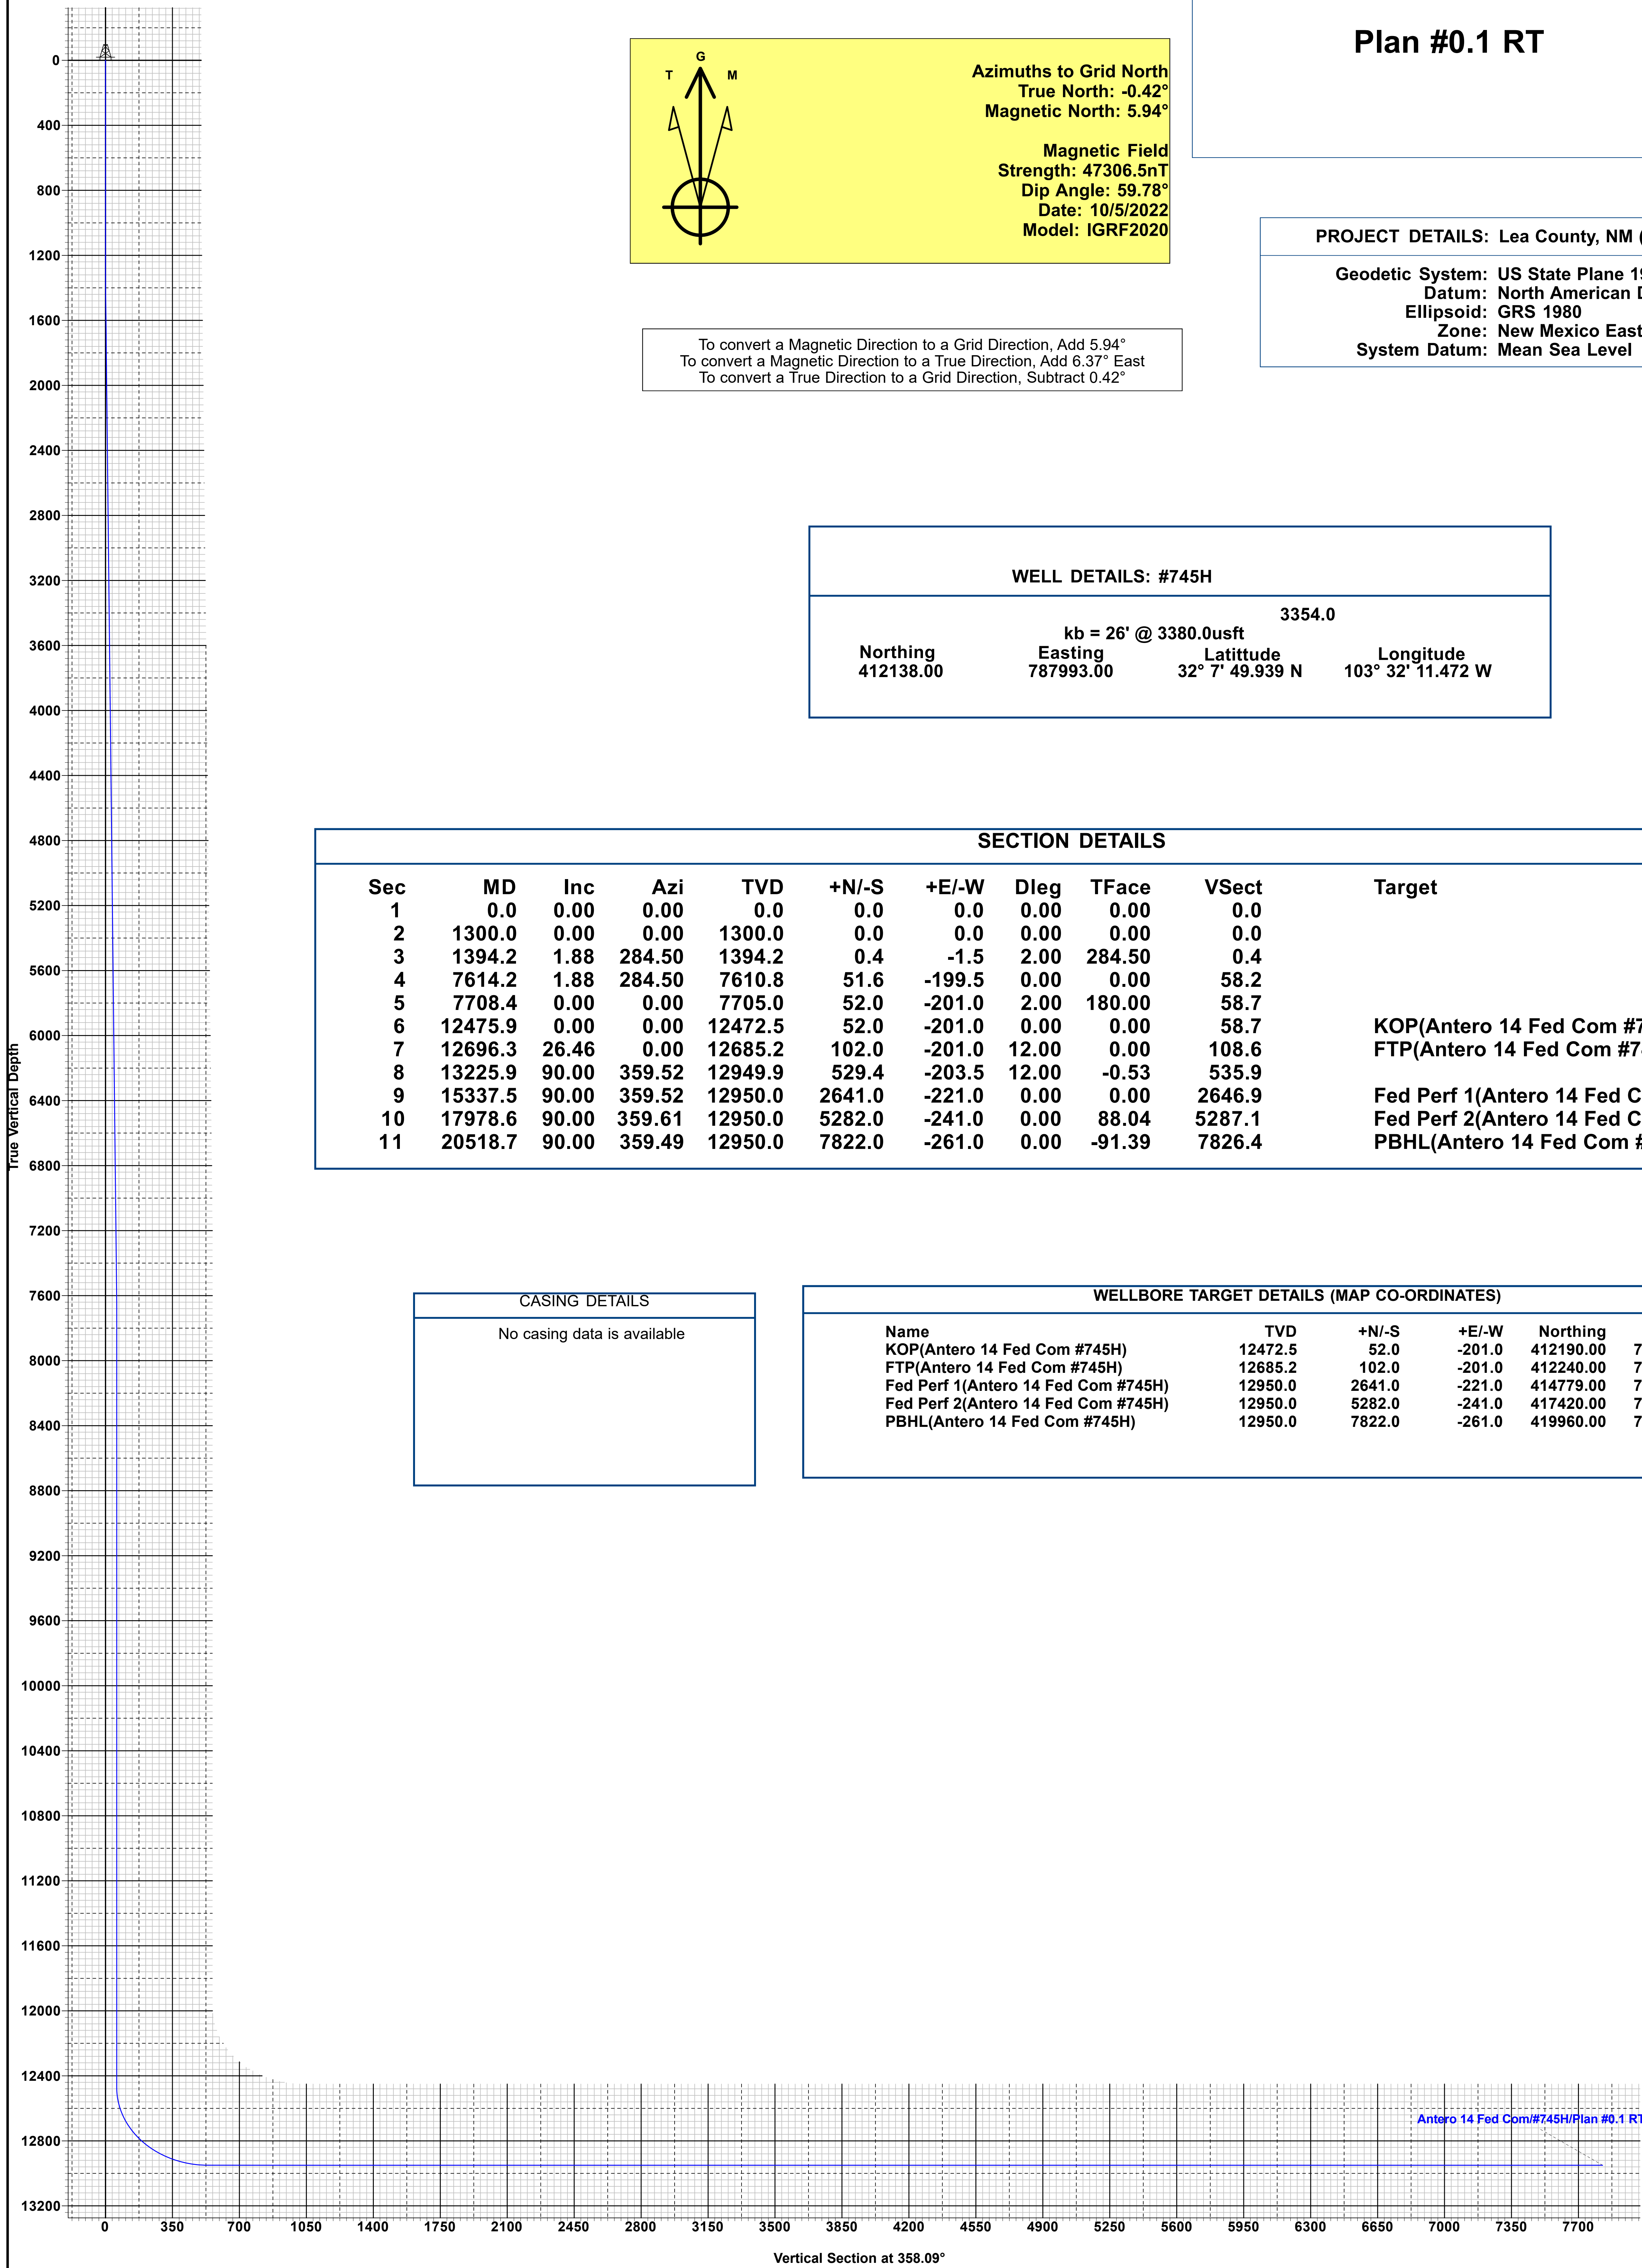 Plan #0.1 RT
G
T M
Azimuths to Grid North
True North: -0.42°
Magnetic North: 5.94°
Magnetic Field
Strength: 47306.5nT
Dip Angle: 59.78°
Date: 10/5/2022
Model: IGRF2020
PROJECT DETAILS: Lea County, NM (
Geodetic System: US State Plane 19
Datum: North American D
Ellipsoid: GRS 1980
Zone: New Mexico East
System Datum: Mean Sea Level
To convert a Magnetic Direction to a Grid Direction, Add 5.94°
To convert a Magnetic Direction to a True Direction, Add 6.37° East
To convert a True Direction to a Grid Direction, Subtract 0.42°
WELL DETAILS: #745H
3354.0
kb = 26' @ 3380.0usft
Northing Easting Latittude Longitude
412138.00 787993.00 32° 7' 49.939 N 103° 32' 11.472 W
SECTION DETAILS
Sec MD Inc Azi TVD +N/-S +E/-W Dleg TFace VSect Target
1 0.0 0.00 0.00 0.0 0.0 0.0 0.00 0.00 0.0
2 1300.0 0.00 0.00 1300.0 0.0 0.0 0.00 0.00 0.0
3 1394.2 1.88 284.50 1394.2 0.4 -1.5 2.00 284.50 0.4
4 7614.2 1.88 284.50 7610.8 51.6 -199.5 0.00 0.00 58.2
5 7708.4 0.00 0.00 7705.0 52.0 -201.0 2.00 180.00 58.7
6 12475.9 0.00 0.00 12472.5 52.0 -201.0 0.00 0.00 58.7 KOP(Antero 14 Fed Com #7
7 12696.3 26.46 0.00 12685.2 102.0 -201.0 12.00 0.00 108.6 FTP(Antero 14 Fed Com #74
8 13225.9 90.00 359.52 12949.9 529.4 -203.5 12.00 -0.53 535.9
9 15337.5 90.00 359.52 12950.0 2641.0 -221.0 0.00 0.00 2646.9 Fed Perf 1(Antero 14 Fed C
10 17978.6 90.00 359.61 12950.0 5282.0 -241.0 0.00 88.04 5287.1 Fed Perf 2(Antero 14 Fed C
11 20518.7 90.00 359.49 12950.0 7822.0 -261.0 0.00 -91.39 7826.4 PBHL(Antero 14 Fed Com #
CASING DETAILS
No casing data is available
WELLBORE TARGET DETAILS (MAP CO-ORDINATES)
Name TVD +N/-S +E/-W Northing
KOP(Antero 14 Fed Com #745H) 12472.5 52.0 -201.0 412190.00 7
FTP(Antero 14 Fed Com #745H) 12685.2 102.0 -201.0 412240.00 7
Fed Perf 1(Antero 14 Fed Com #745H) 12950.0 2641.0 -221.0 414779.00 7
Fed Perf 2(Antero 14 Fed Com #745H) 12950.0 5282.0 -241.0 417420.00 7
PBHL(Antero 14 Fed Com #745H) 12950.0 7822.0 -261.0 419960.00 7
True Vertical Depth
0
400
800
1200
1600
2000
2400
2800
3200
3600
4000
4400
4800
5200
5600
6000
6400
6800
7200
7600
8000
8400
8800
9200
9600
10000
10400
10800
11200
11600
12000
12400
12800
13200
Antero 14 Fed Com/#745H/Plan #0.1 RT
0 350 700 1050 1400 1750 2100 2450 2800 3150 3500 3850 4200 4550 4900 5250 5600 5950 6300 6650 7000 7350 7700
Vertical Section at 358.09°